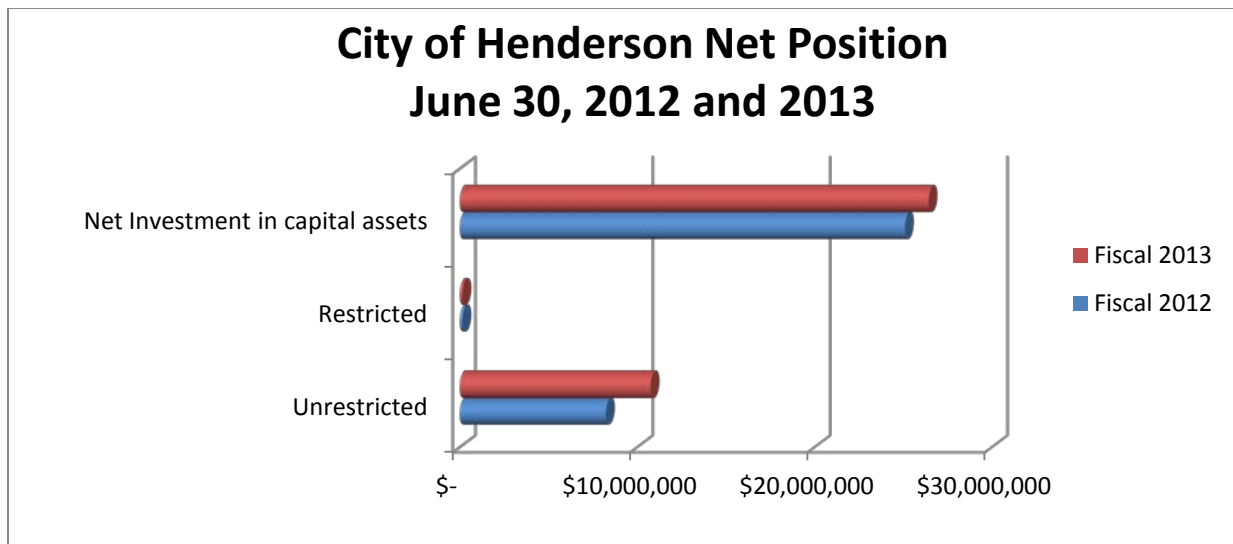 City of Henderson Net Position
June 30, 2012 and 2013
Net Investment in capital assets
Restricted
Unrestricted
$-
$10,000,000
$20,000,000
$30,000,000
Fiscal 2013
Fiscal 2012